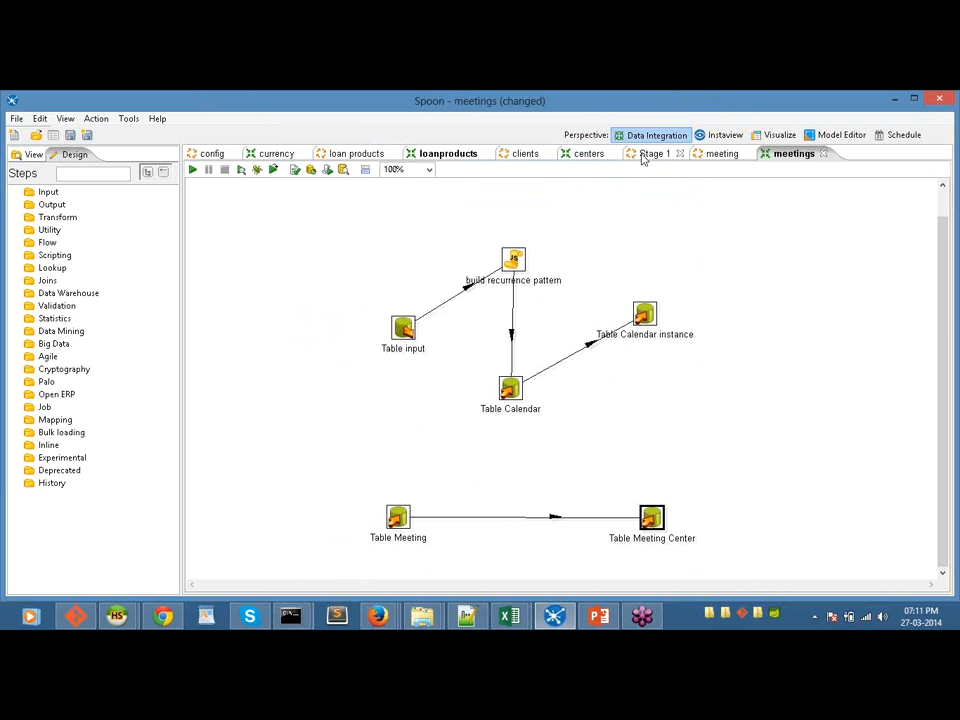 Spoon - meetings (changed)
File Edit View Action Tools Help
Perspective: Data Integration Instaview Visualize Model Editor Schedule
View Design config currency loan products loanproducts clients centers Stage 1 meeting meetings
Steps
100%
Input
Output
Transform
Utility
Flow
Scripting
Lookup
Joins
Data Warehouse
Validation
Statistics
Data Mining
Big Data
Agile
Cryptography
Palo
Open ERP
Job
Mapping
Bulk loading
Inline
Experimental
Deprecated
History
JS
build recurrence pattern
Table input
Table Calendar instance
Table Calendar
Table Meeting
Table Meeting Center
HS
S
S
X
P
07:11 PM
27-03-2014